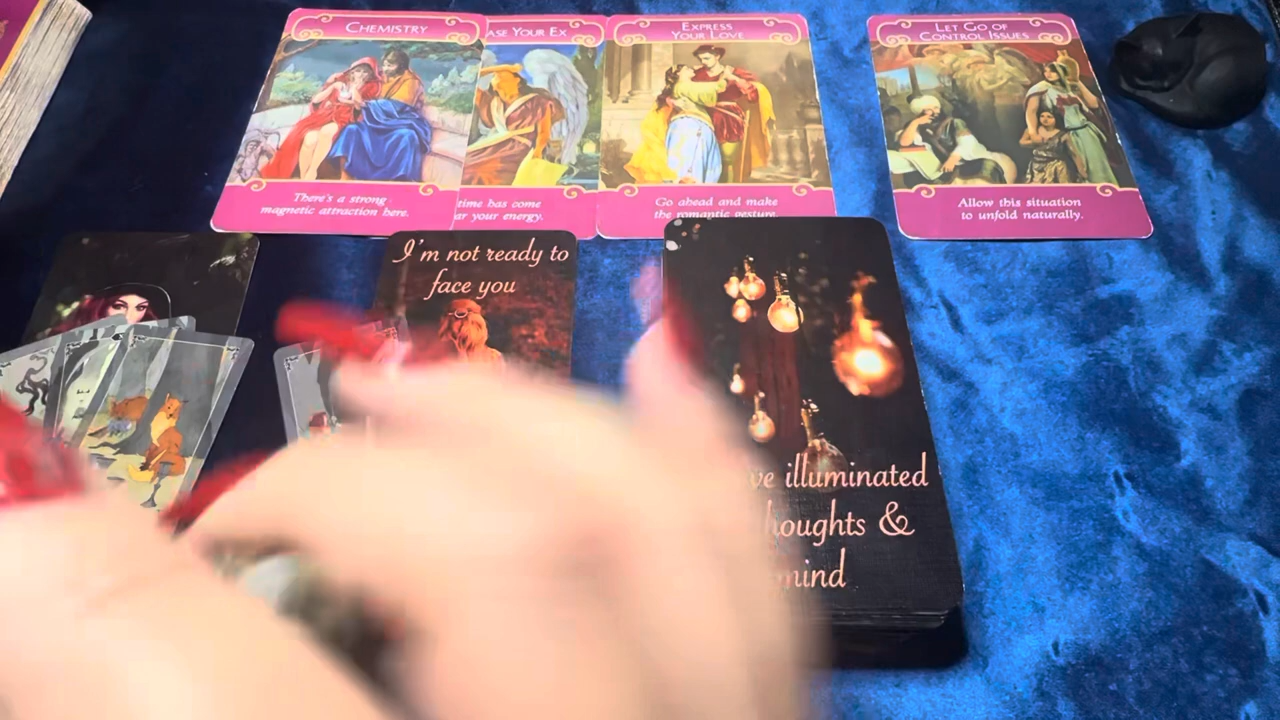 CHEMISTRY
There's a strong
magnetic attraction here.
ASE YOUR EX
time has come
ar your energy.
EXPRESS
YOUR LOVE
Go ahead and make
the romantic gesture.
LET GO OF
CONTROL ISSUES
Allow this situation
to unfold naturally.
I'm not ready to
face you
ve illuminated
houghts &
mind